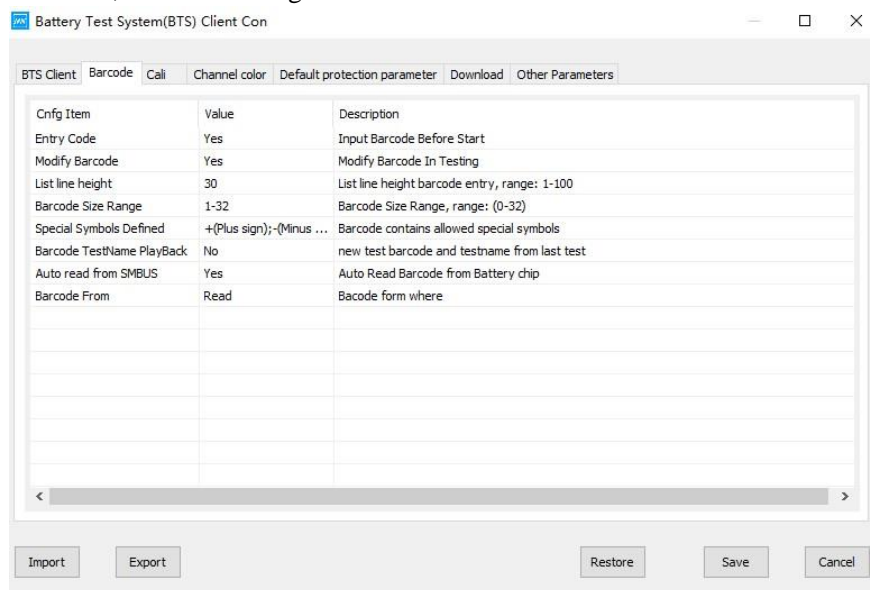 Battery Test System(BTS) Client Con
BTS Client Barcode Cali Channel color Default protection parameter Download Other Parameters
Cnfg Item Value Description
Entry Code Yes Input Barcode Before Start
Modify Barcode Yes Modify Barcode In Testing
List line height 30 List line height barcode entry, range: 1-100
Barcode Size Range 1-32 Barcode Size Range, range: (0-32)
Special Symbols Defined +(Plus sign);-(Minus ... Barcode contains allowed special symbols
Barcode TestName PlayBack No new test barcode and testname from last test
Auto read from SMBUS Yes Auto Read Barcode from Battery chip
Barcode From Read Bacode form where
Import Export Restore Save Cancel